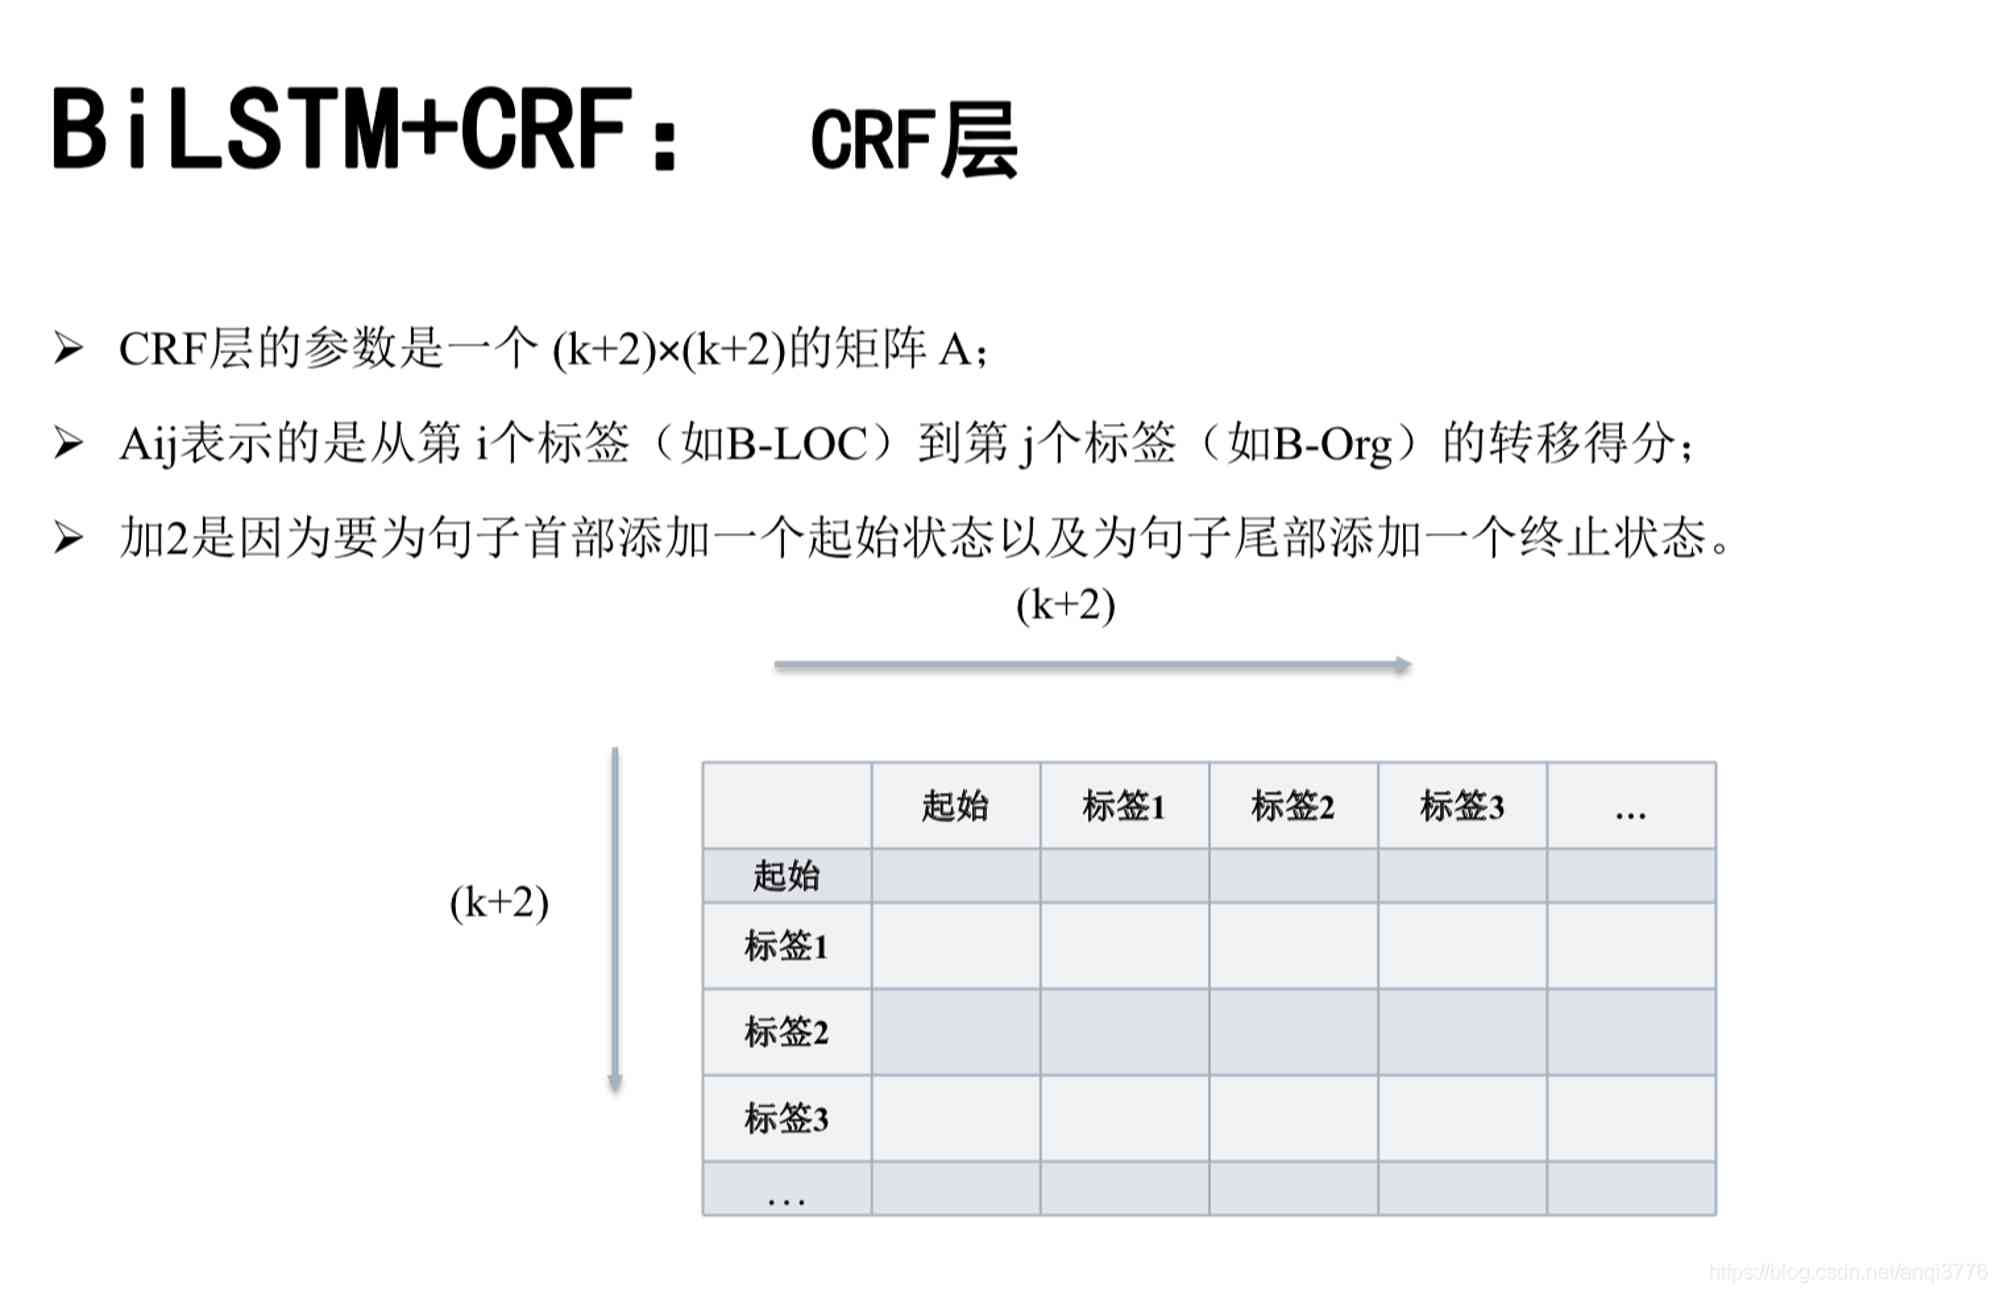 BiLSTM+CRF： CRF层
➢ CRF层的参数是一个 (k+2)×(k+2)的矩阵 A；
➢ Aij表示的是从第 i个标签（如B-LOC）到第 j个标签（如B-Org）的转移得分；
➢ 加2是因为要为句子首部添加一个起始状态以及为句子尾部添加一个终止状态。
(k+2)
(k+2)
起始 标签1 标签2 标签3 …
起始
标签1
标签2
标签3
…
https://blog.csdn.net/anqi3776